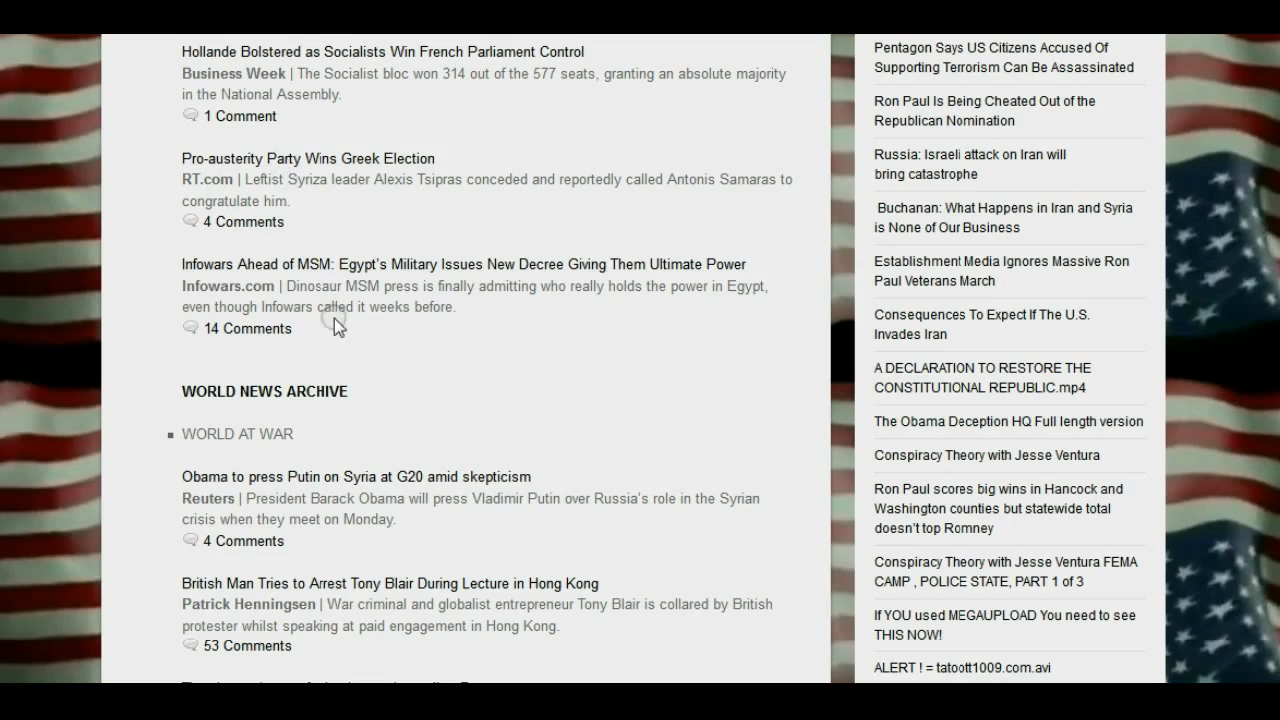 Hollande Bolstered as Socialists Win French Parliament Control
Business Week | The Socialist bloc won 314 out of the 577 seats, granting an absolute majority
in the National Assembly.
1 Comment
Pro-austerity Party Wins Greek Election
RT.com | Leftist Syriza leader Alexis Tsipras conceded and reportedly called Antonis Samaras to
congratulate him.
4 Comments
Infowars Ahead of MSM: Egypt's Military Issues New Decree Giving Them Ultimate Power
Infowars.com | Dinosaur MSM press is finally admitting who really holds the power in Egypt,
even though Infowars called it weeks before.
14 Comments
WORLD NEWS ARCHIVE
WORLD AT WAR
Obama to press Putin on Syria at G20 amid skepticism
Reuters | President Barack Obama will press Vladimir Putin over Russia's role in the Syrian
crisis when they meet on Monday.
4 Comments
British Man Tries to Arrest Tony Blair During Lecture in Hong Kong
Patrick Henningsen | War criminal and globalist entrepreneur Tony Blair is collared by British
protester whilst speaking at paid engagement in Hong Kong.
53 Comments
Pentagon Says US Citizens Accused Of
Supporting Terrorism Can Be Assassinated
Ron Paul Is Being Cheated Out of the
Republican Nomination
Russia: Israeli attack on Iran will
bring catastrophe
Buchanan: What Happens in Iran and Syria
is None of Our Business
Establishment Media Ignores Massive Ron
Paul Veterans March
Consequences To Expect If The U.S.
Invades Iran
A DECLARATION TO RESTORE THE
CONSTITUTIONAL REPUBLIC.mp4
The Obama Deception HQ Full length version
Conspiracy Theory with Jesse Ventura
Ron Paul scores big wins in Hancock and
Washington counties but statewide total
doesn't top Romney
Conspiracy Theory with Jesse Ventura FEMA
CAMP , POLICE STATE, PART 1 of 3
If YOU used MEGAUPLOAD You need to see
THIS NOW!
ALERT ! = tatoott1009.com.avi